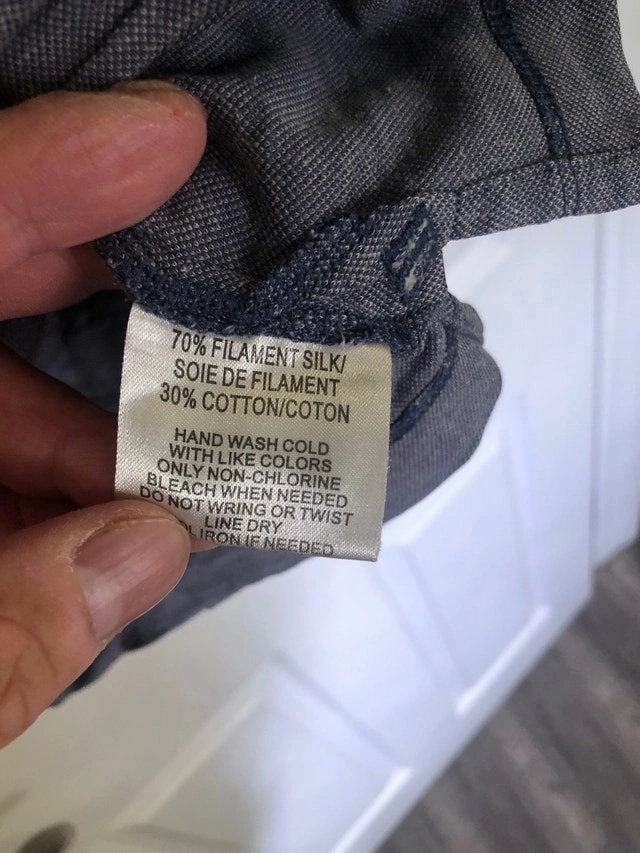 70% FILAMENT SILK/
SOIE DE FILAMENT
30% COTTON/COTON
HAND WASH COLD
WITH LIKE COLORS
ONLY NON-CHLORINE
BLEACH WHEN NEEDED
DO NOT WRING OR TWIST
LINE DRY
IRON IF NEEDED